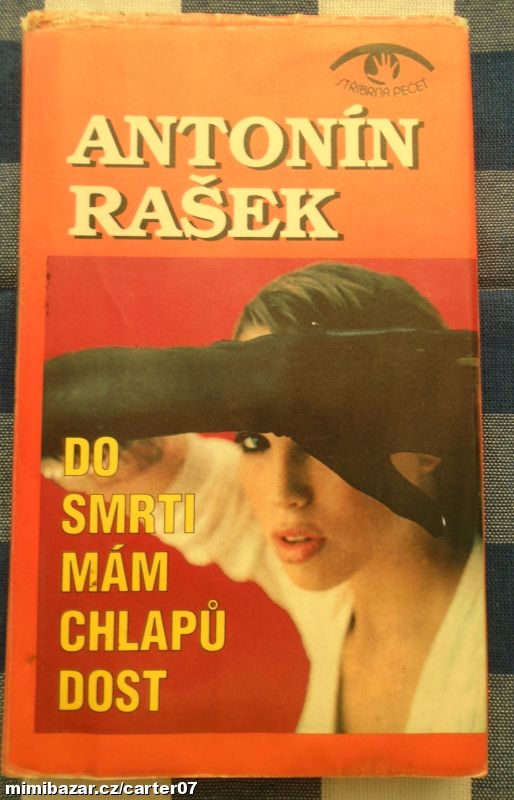 STŘÍBRNÁ PEČEŤ
ANTONÍN
RAŠEK
DO
SMRTI
MÁM
CHLAPŮ
DOST
mimibazar.cz/carter07